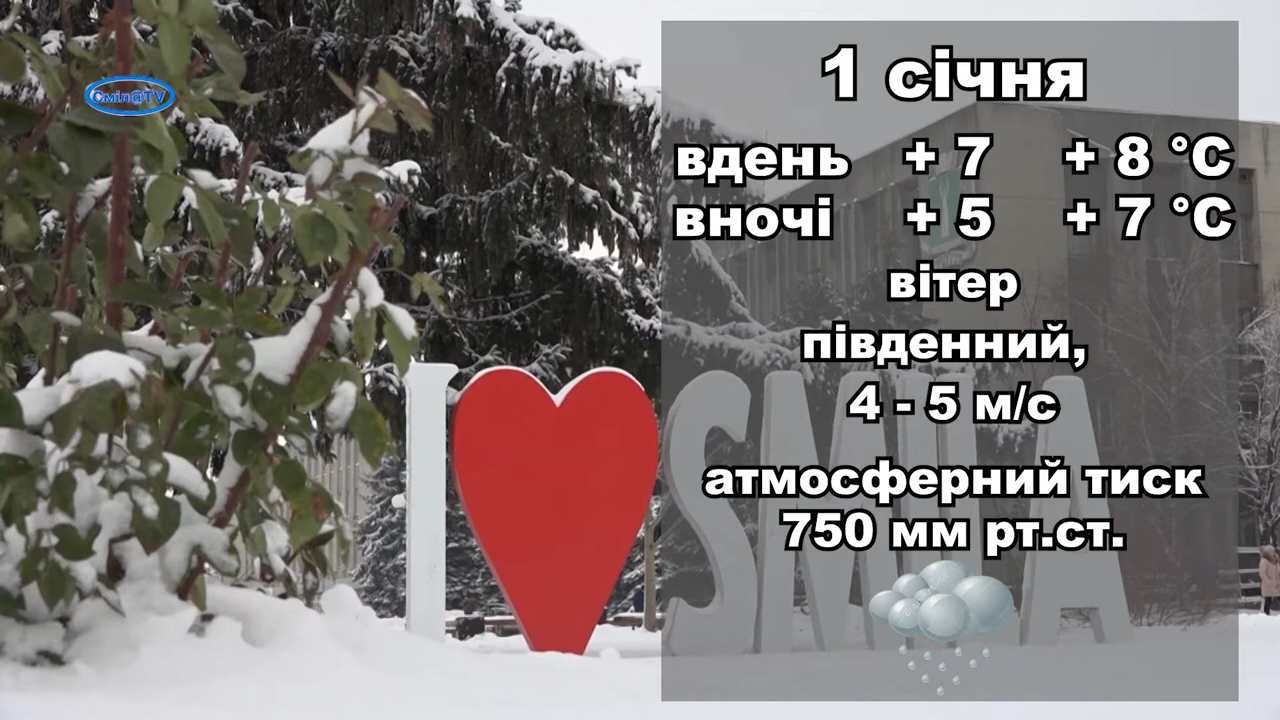 Сміл@TV
1 січня
вдень + 7 + 8 °C
вночі + 5 + 7 °C
вітер
південний,
4 - 5 м/с
атмосферний тиск
750 мм рт.ст.
I SMILA